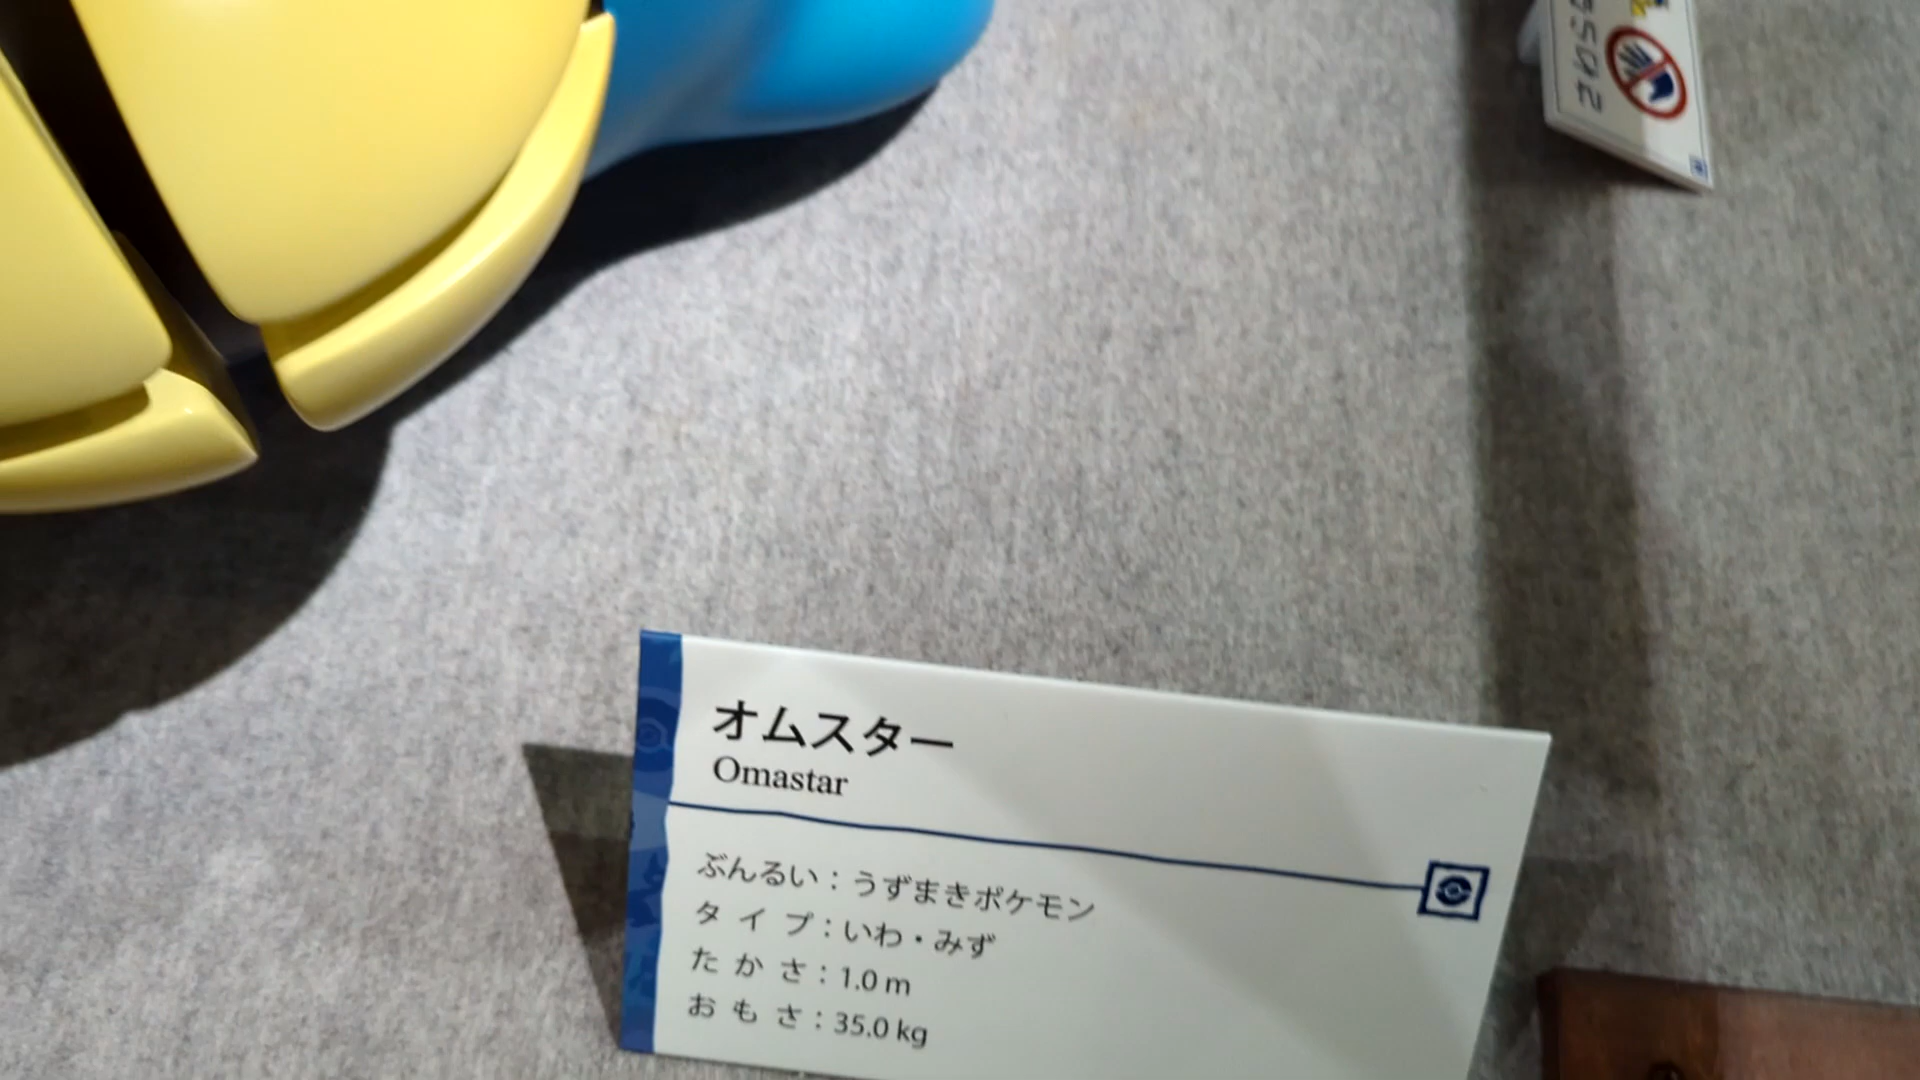 オムスター
Omastar
ぶんるい：うずまきポケモン
タイプ：いわ・みず
たかさ：1.0 m
おもさ：35.0 kg